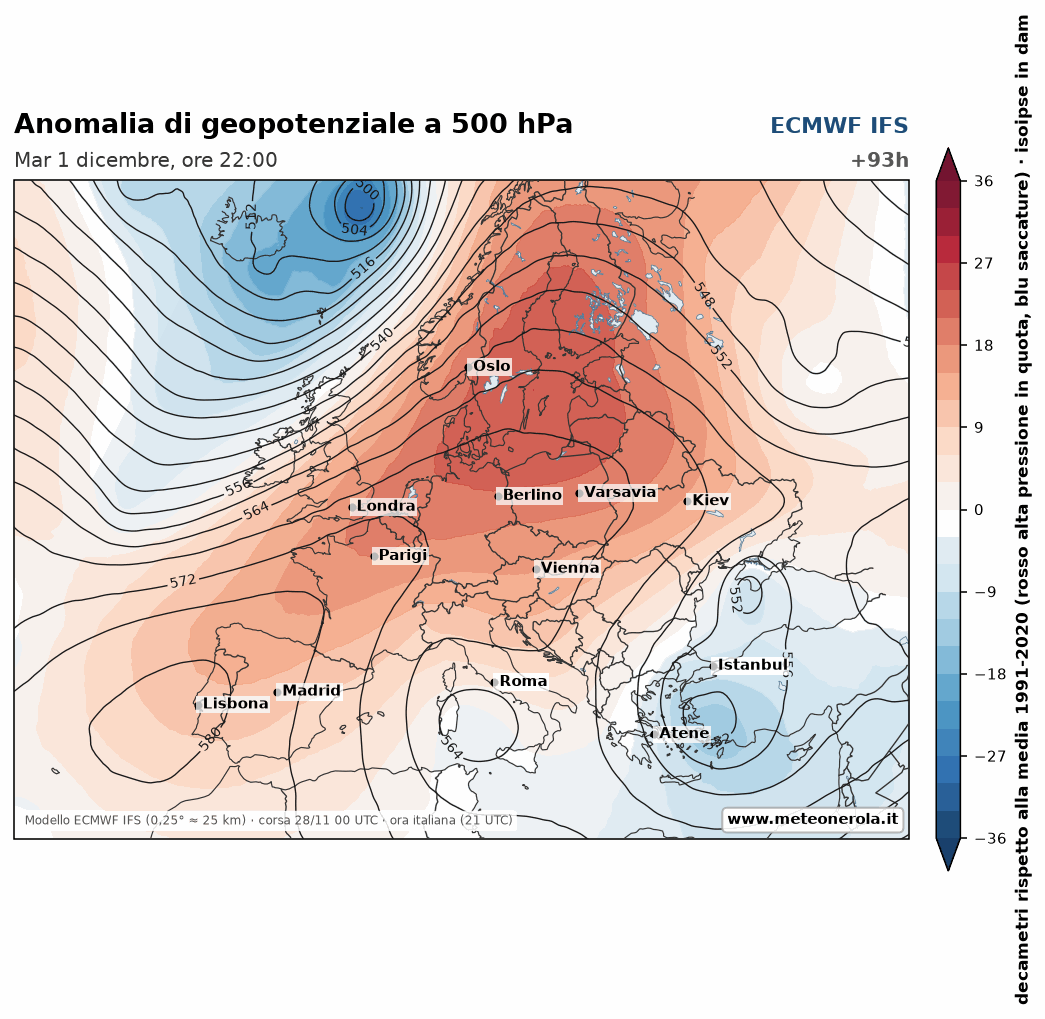 Anomalia di geopotenziale a 500 hPa
ECMWF IFS
Mar 1 dicembre, ore 22:00
+93h
500
512
504
516
540
548
552
Oslo
556
564
Londra
Berlino
Varsavia
Kiev
Parigi
Vienna
572
552
Istanbul
Roma
Madrid
Lisbona
580
564
Atene
Modello ECMWF IFS (0,25° ≈ 25 km) · corsa 28/11 00 UTC · ora italiana (21 UTC)
www.meteonerola.it
36
27
18
9
0
−9
−18
−27
−36
decametri rispetto alla media 1991-2020 (rosso alta pressione in quota, blu saccature) · isoipse in dam